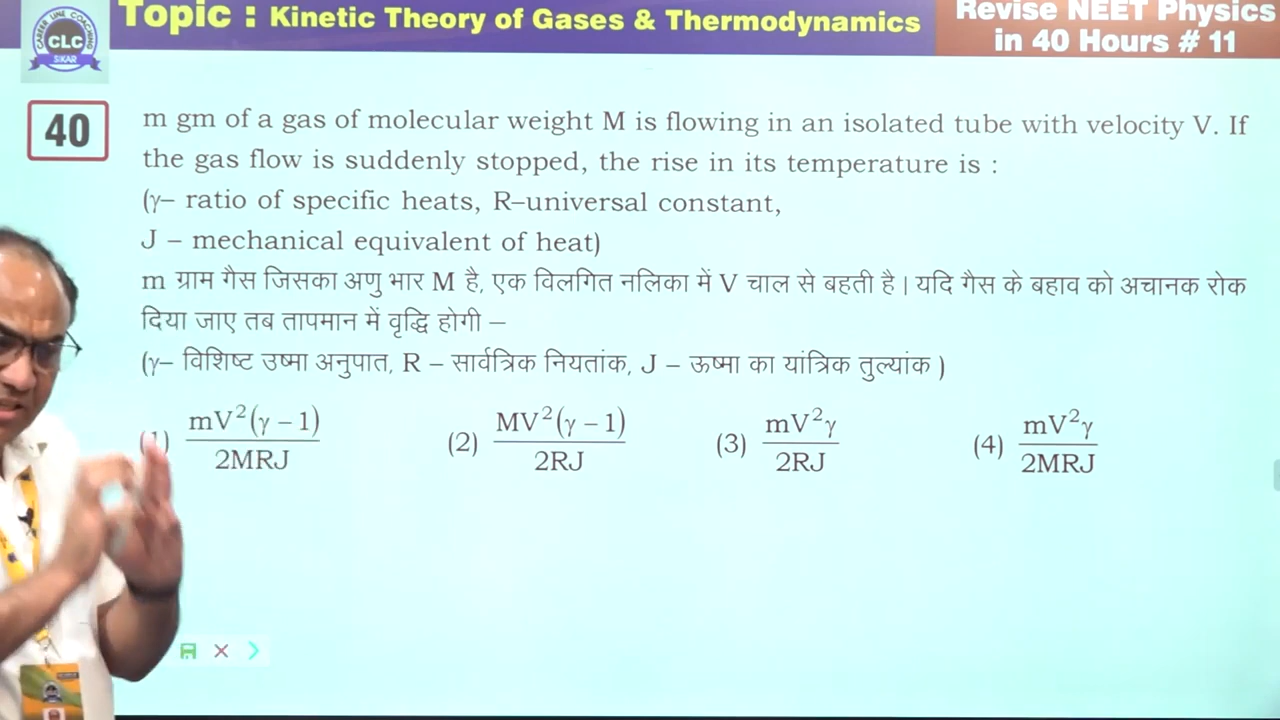 Topic : Kinetic Theory of Gases & Thermodynamics
Revise NEET Physics
in 40 Hours # 11
CAREER LINE COACHING
CLC
SIKAR
40
m gm of a gas of molecular weight M is flowing in an isolated tube with velocity V. If
the gas flow is suddenly stopped, the rise in its temperature is :
(γ– ratio of specific heats, R–universal constant,
J – mechanical equivalent of heat)
m ग्राम गैस जिसका अणु भार M है, एक विलगित नलिका में V चाल से बहती है। यदि गैस के बहाव को अचानक रोक
दिया जाए तब तापमान में वृद्धि होगी –
(γ– विशिष्ट उष्मा अनुपात, R – सार्वत्रिक नियतांक, J – ऊष्मा का यांत्रिक तुल्यांक )
(1) mV²(γ – 1) / 2MRJ (2) MV²(γ – 1) / 2RJ (3) mV²γ / 2RJ (4) mV²γ / 2MRJ